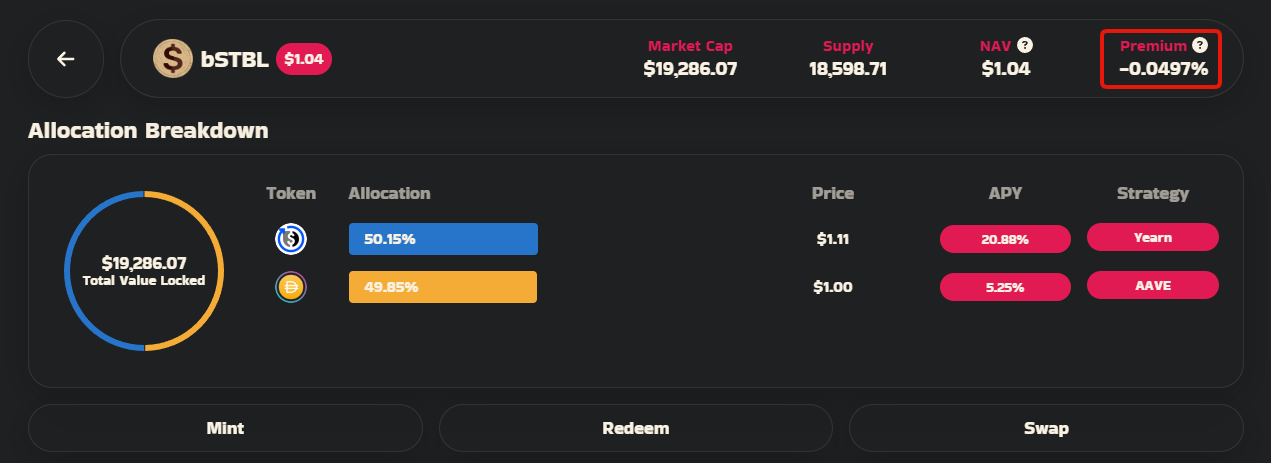 bSTBL $1.04
Market Cap Supply NAV ? Premium ?
$19,286.07 18,598.71 $1.04 -0.0497%
Allocation Breakdown
Token Allocation Price APY Strategy
50.15% $1.11 20.88% Yearn
$19,286.07
Total Value Locked
49.85% $1.00 5.25% AAVE
Mint Redeem Swap